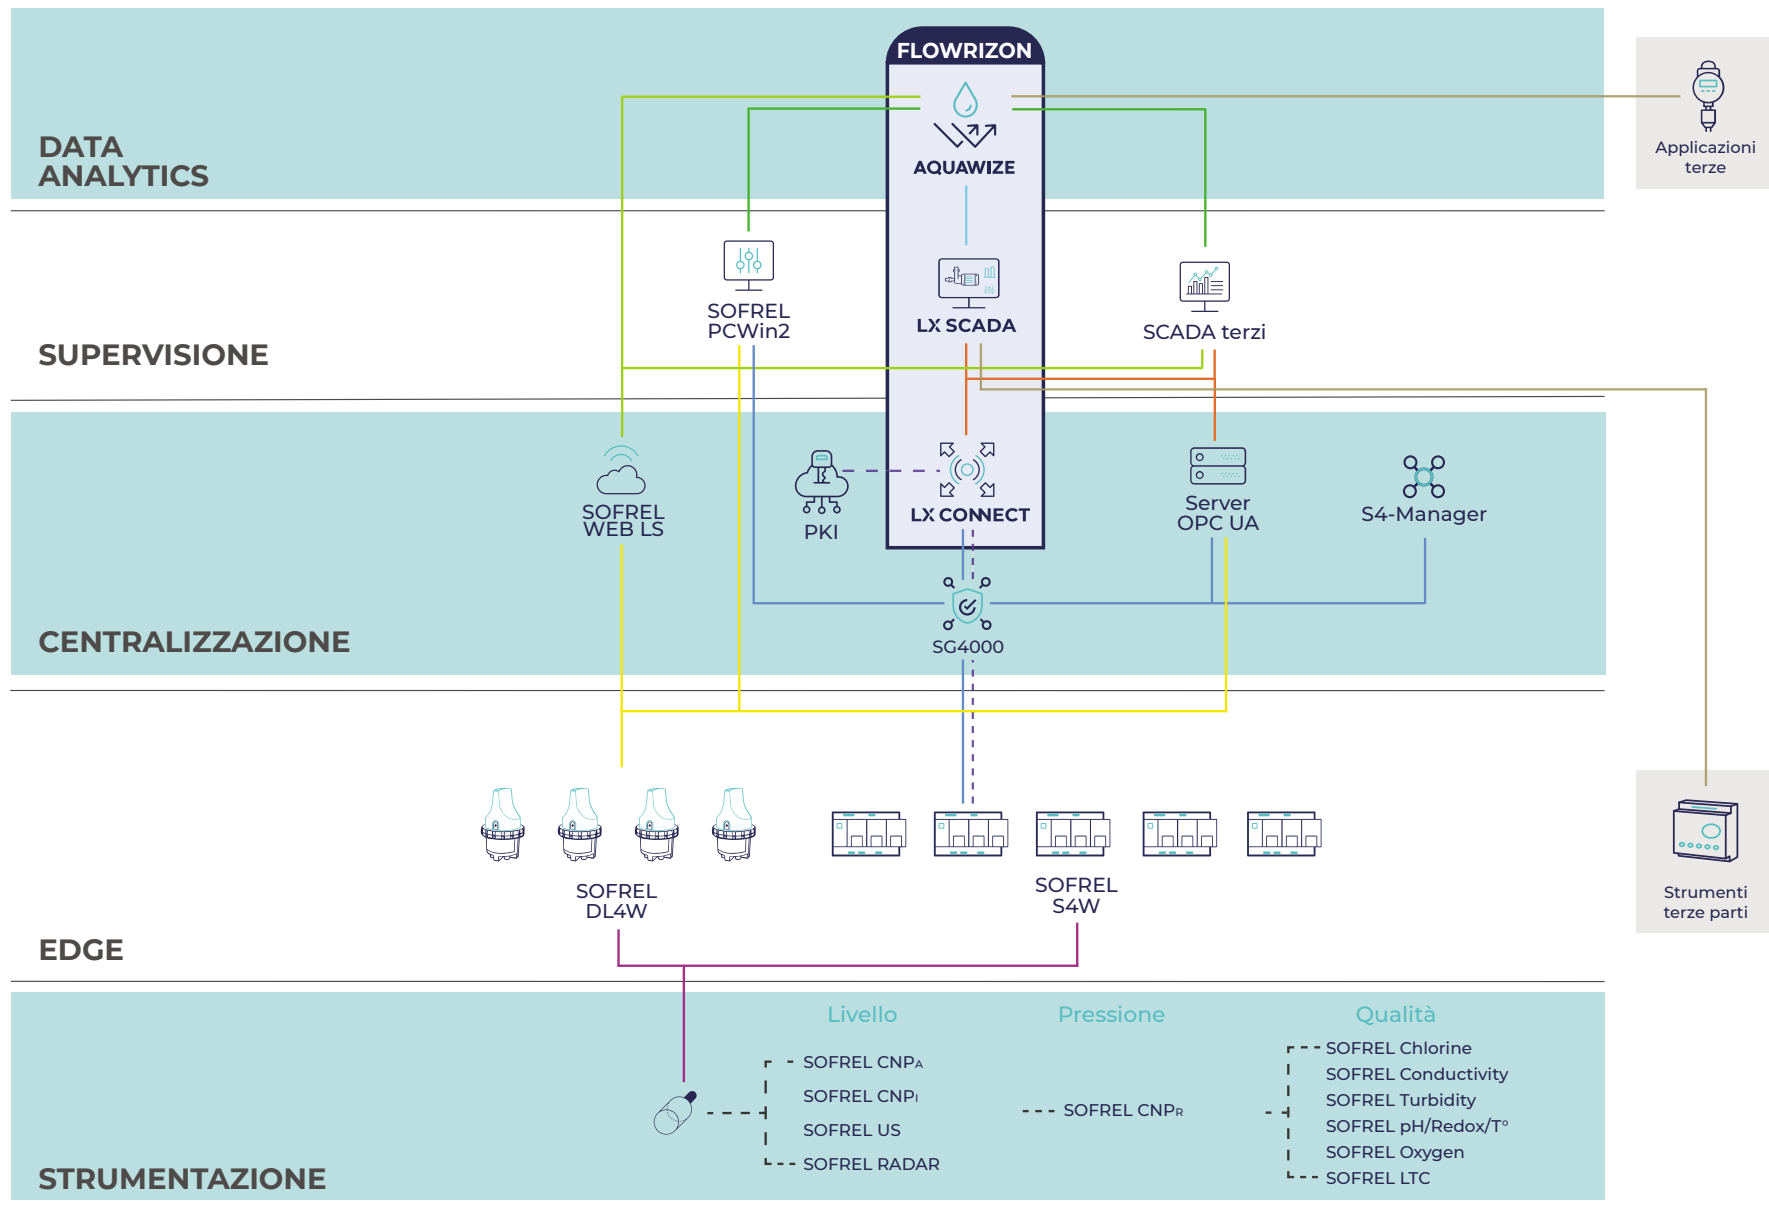 FLOWRIZON
DATA
ANALYTICS
AQUAWIZE
Applicazioni
terze
SUPERVISIONE
SOFREL
PCWin2
LX SCADA
SCADA terzi
CENTRALIZZAZIONE
SOFREL
WEB LS
PKI
LX CONNECT
Server
OPC UA
S4-Manager
SG4000
EDGE
SOFREL
DL4W
SOFREL
S4W
Strumenti
terze parti
STRUMENTAZIONE
Livello
SOFREL CNPA
SOFREL CNPI
SOFREL US
SOFREL RADAR
Pressione
SOFREL CNPR
Qualità
SOFREL Chlorine
SOFREL Conductivity
SOFREL Turbidity
SOFREL pH/Redox/T°
SOFREL Oxygen
SOFREL LTC